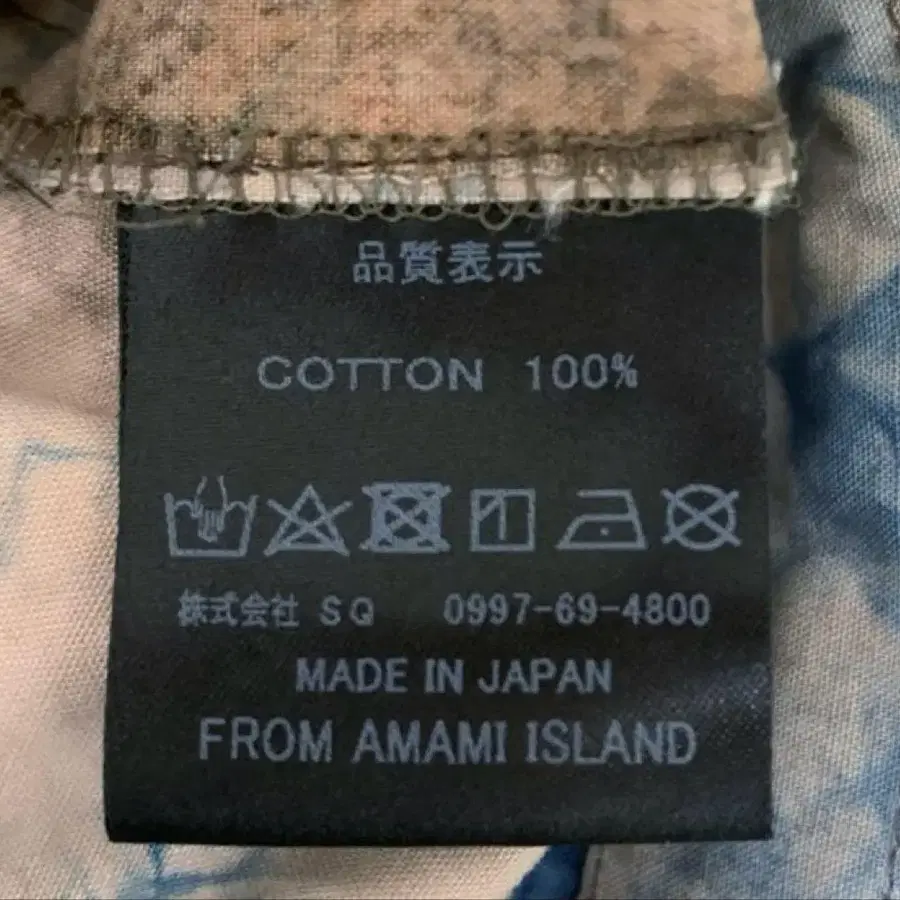 品質表示
COTTON 100%
株式会社 SQ 0997-69-4800
MADE IN JAPAN
FROM AMAMI ISLAND